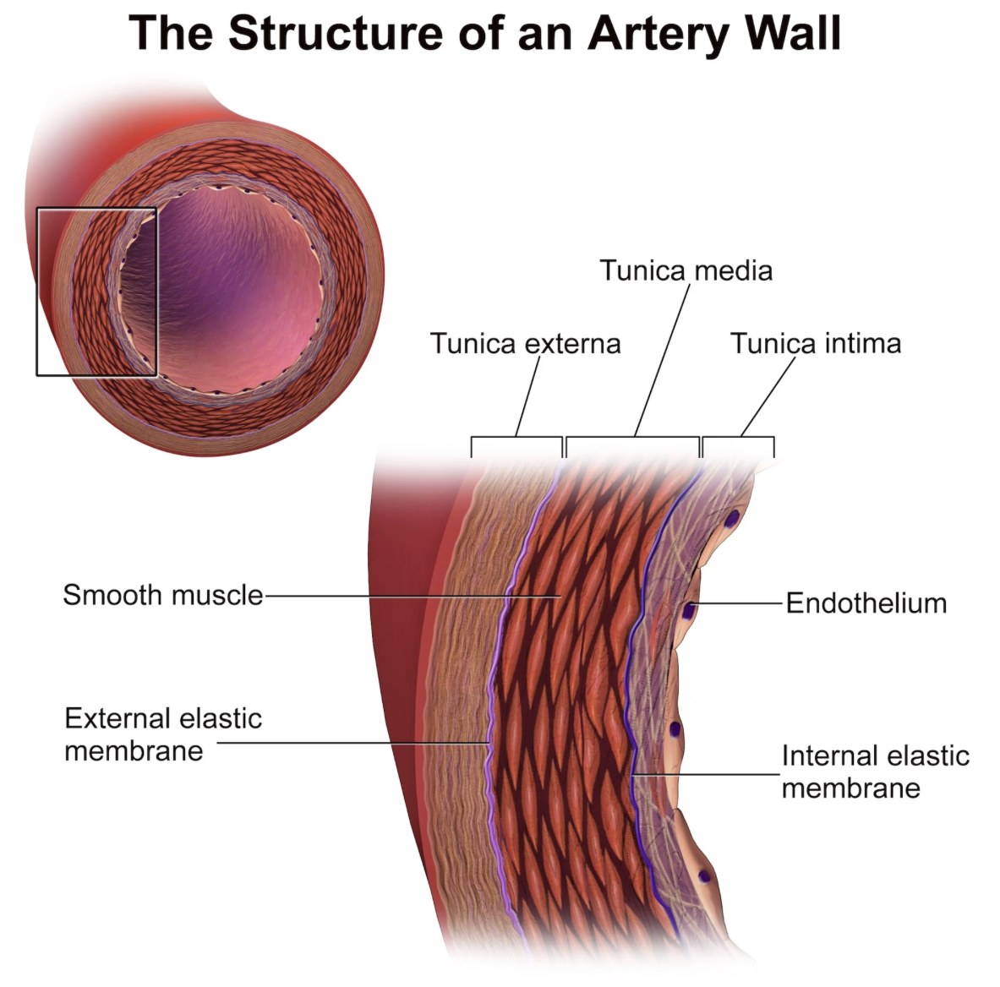 The Structure of an Artery Wall
Tunica media
Tunica externa
Tunica intima
Smooth muscle
Endothelium
External elastic
membrane
Internal elastic
membrane